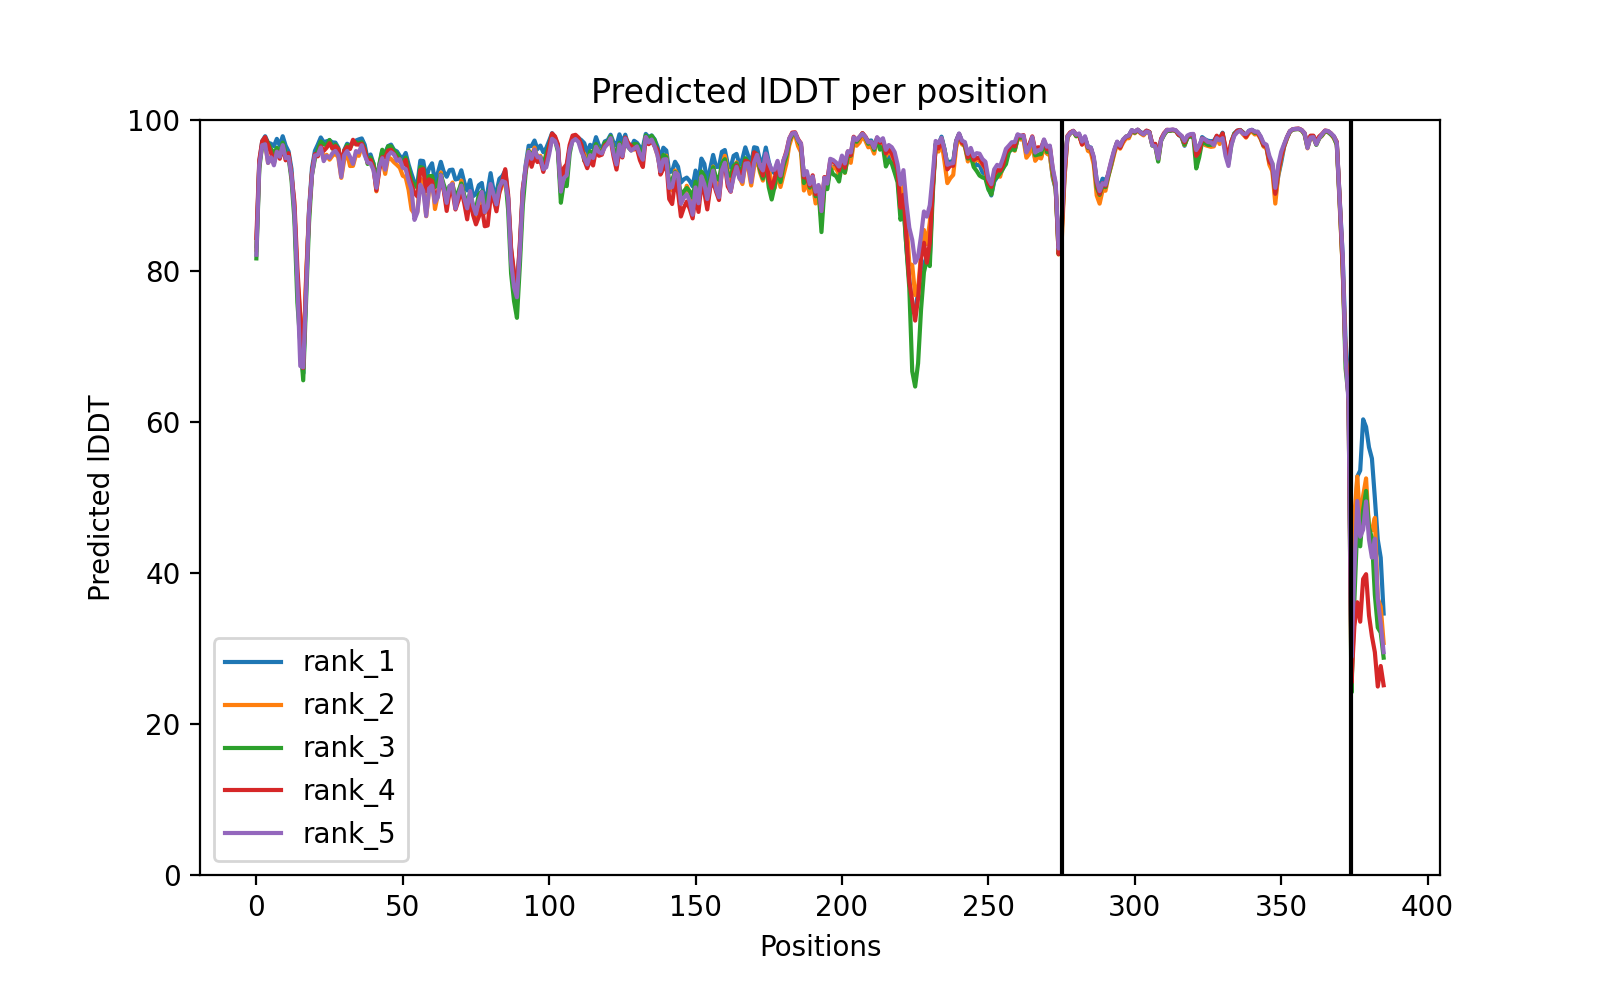 Predicted lDDT per position
100
80
60
40
20
0
Predicted lDDT
rank_1
rank_2
rank_3
rank_4
rank_5
0 50 100 150 200 250 300 350 400
Positions